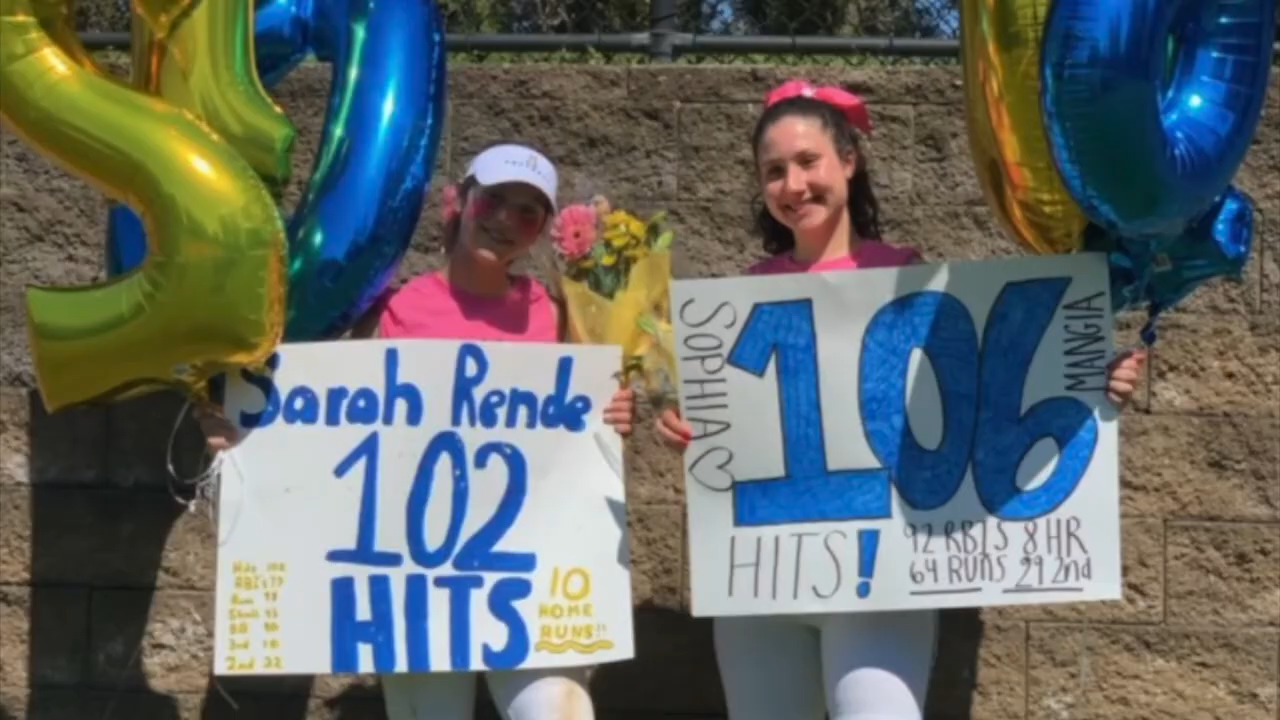 Sarah Rende
102
HITS
10
HOME
RUNS!!
SOPHIA
106
MANGIA
HITS!
92 RBIS 8 HR
64 RUNS 29 2nd